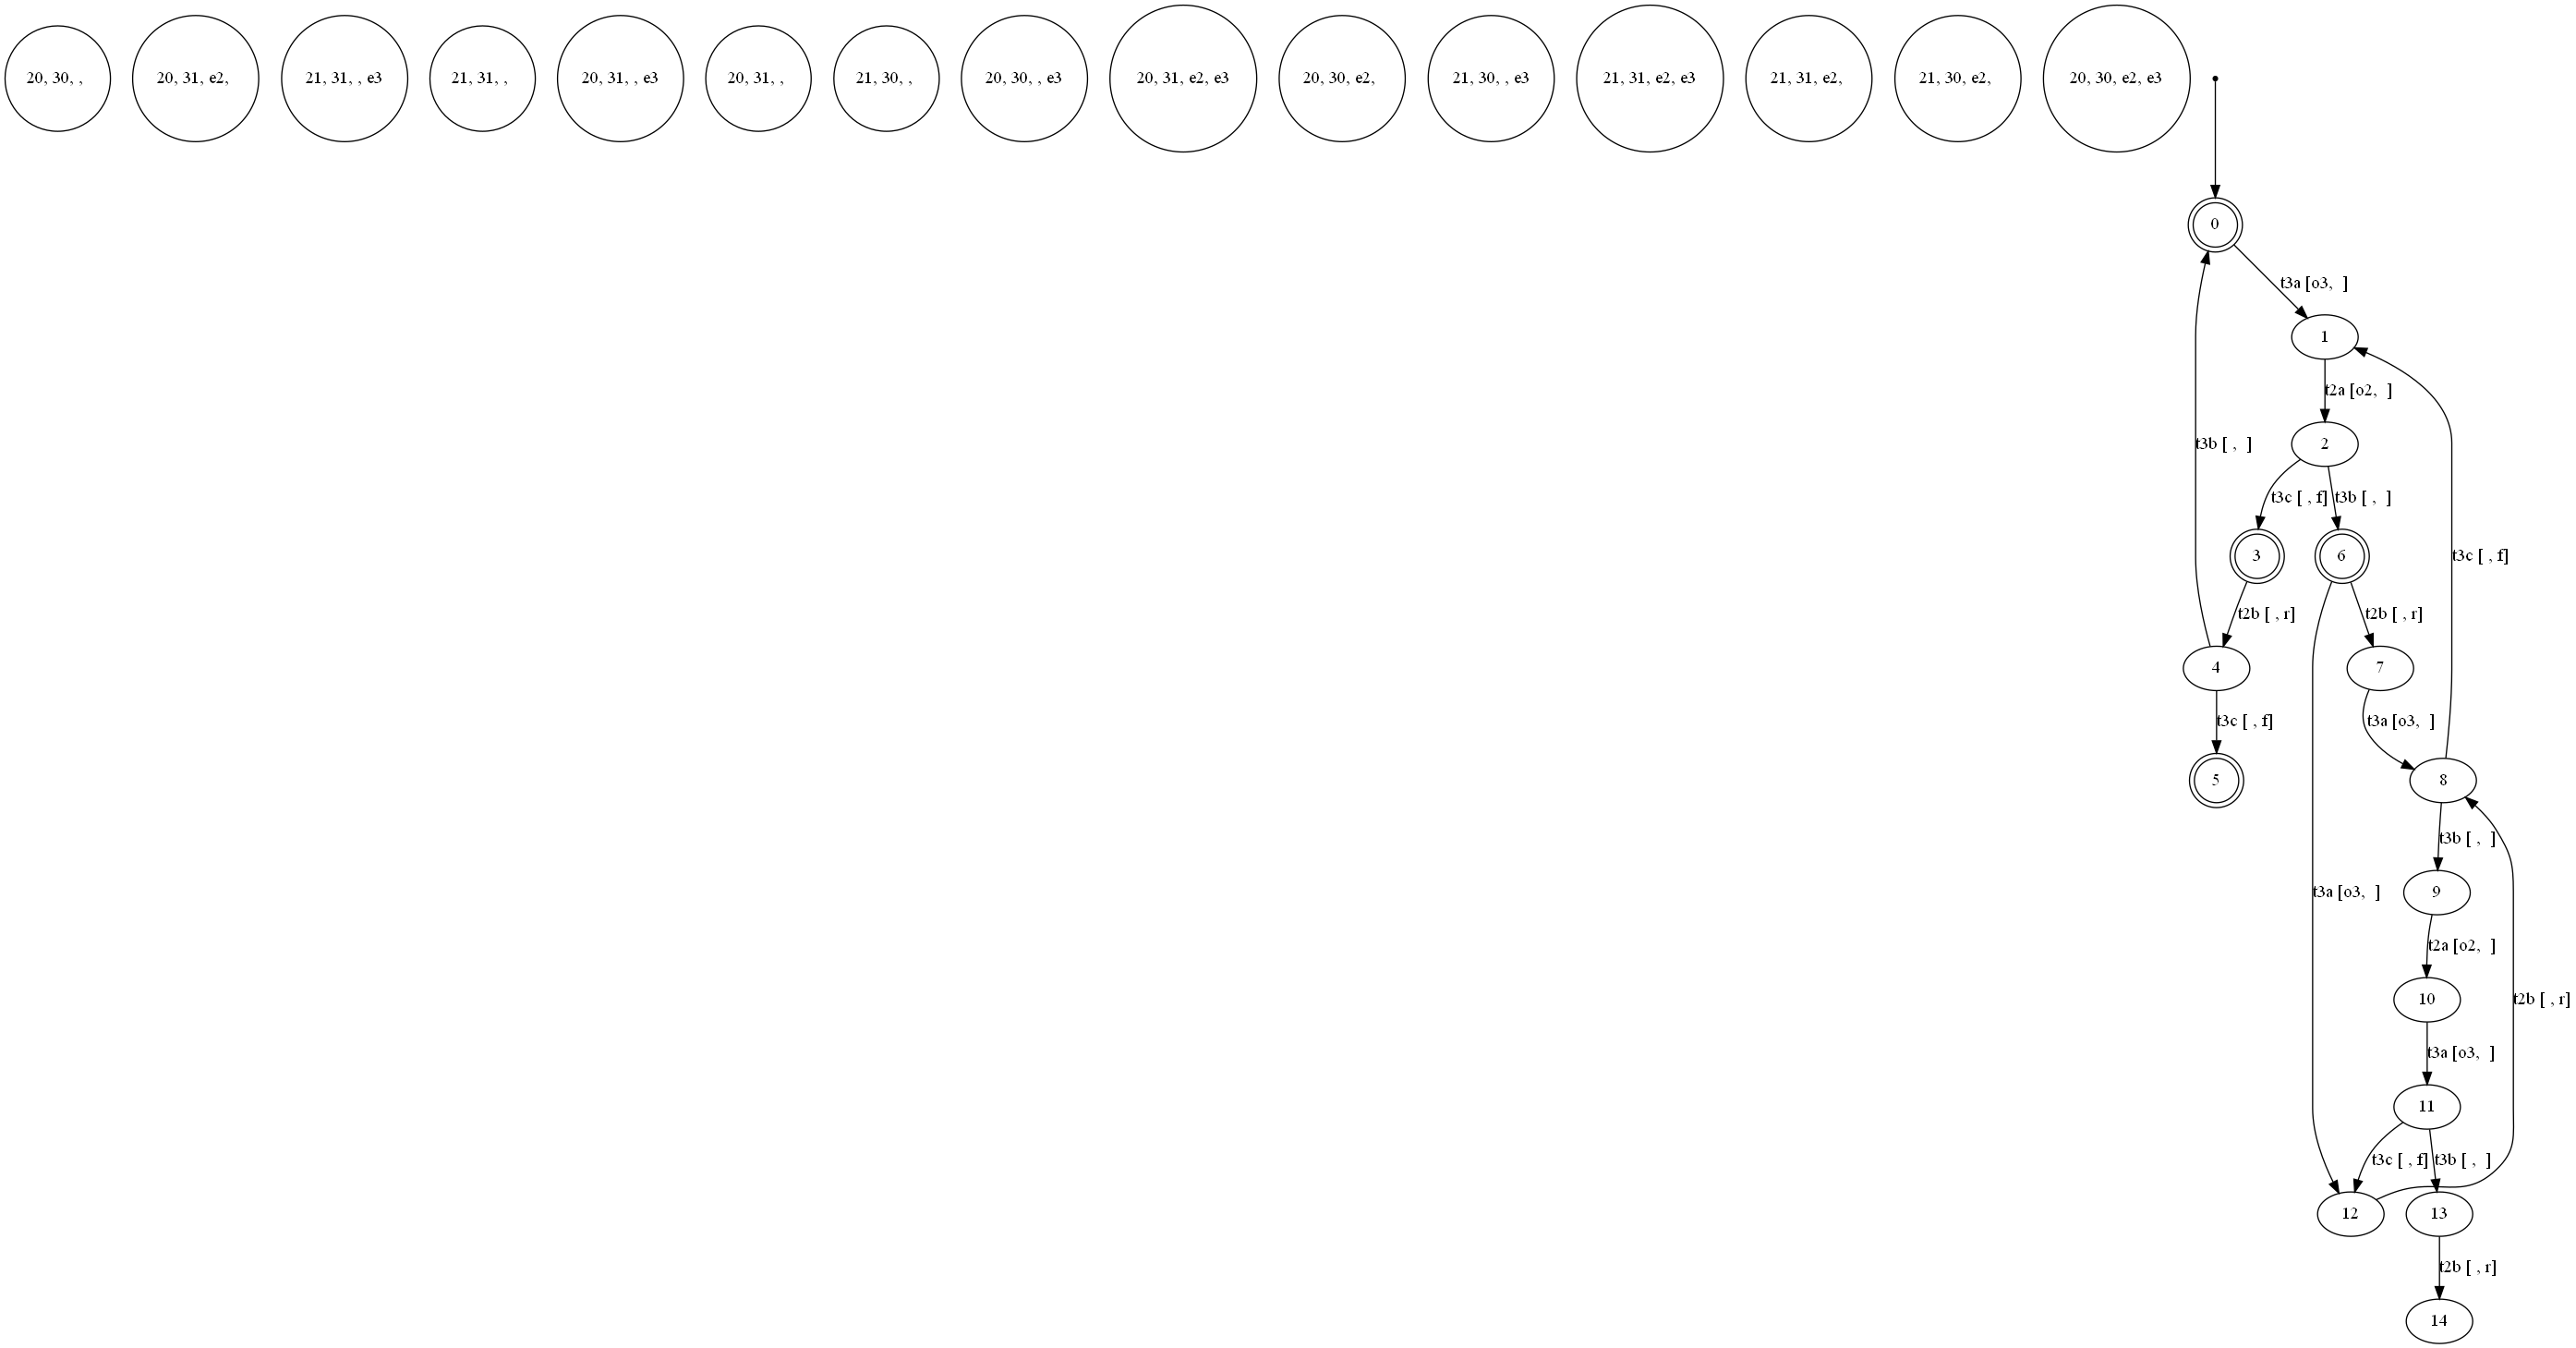 20, 30, ,
20, 31, e2,
21, 31, , e3
21, 31, ,
20, 31, , e3
20, 31, ,
21, 30, ,
20, 30, , e3
20, 31, e2, e3
20, 30, e2,
21, 30, , e3
21, 31, e2, e3
21, 31, e2,
21, 30, e2,
20, 30, e2, e3
0
t3a [o3,  ]
1
t2a [o2,  ]
t3b [ ,  ]
2
t3c [ , f]
t3b [ ,  ]
3
6
t3c [ , f]
t2b [ , r]
t2b [ , r]
4
7
t3c [ , f]
t3a [o3,  ]
5
8
t3b [ ,  ]
t3a [o3,  ]
9
t2a [o2,  ]
10
t2b [ , r]
t3a [o3,  ]
11
t3c [ , f]
t3b [ ,  ]
12
13
t2b [ , r]
14